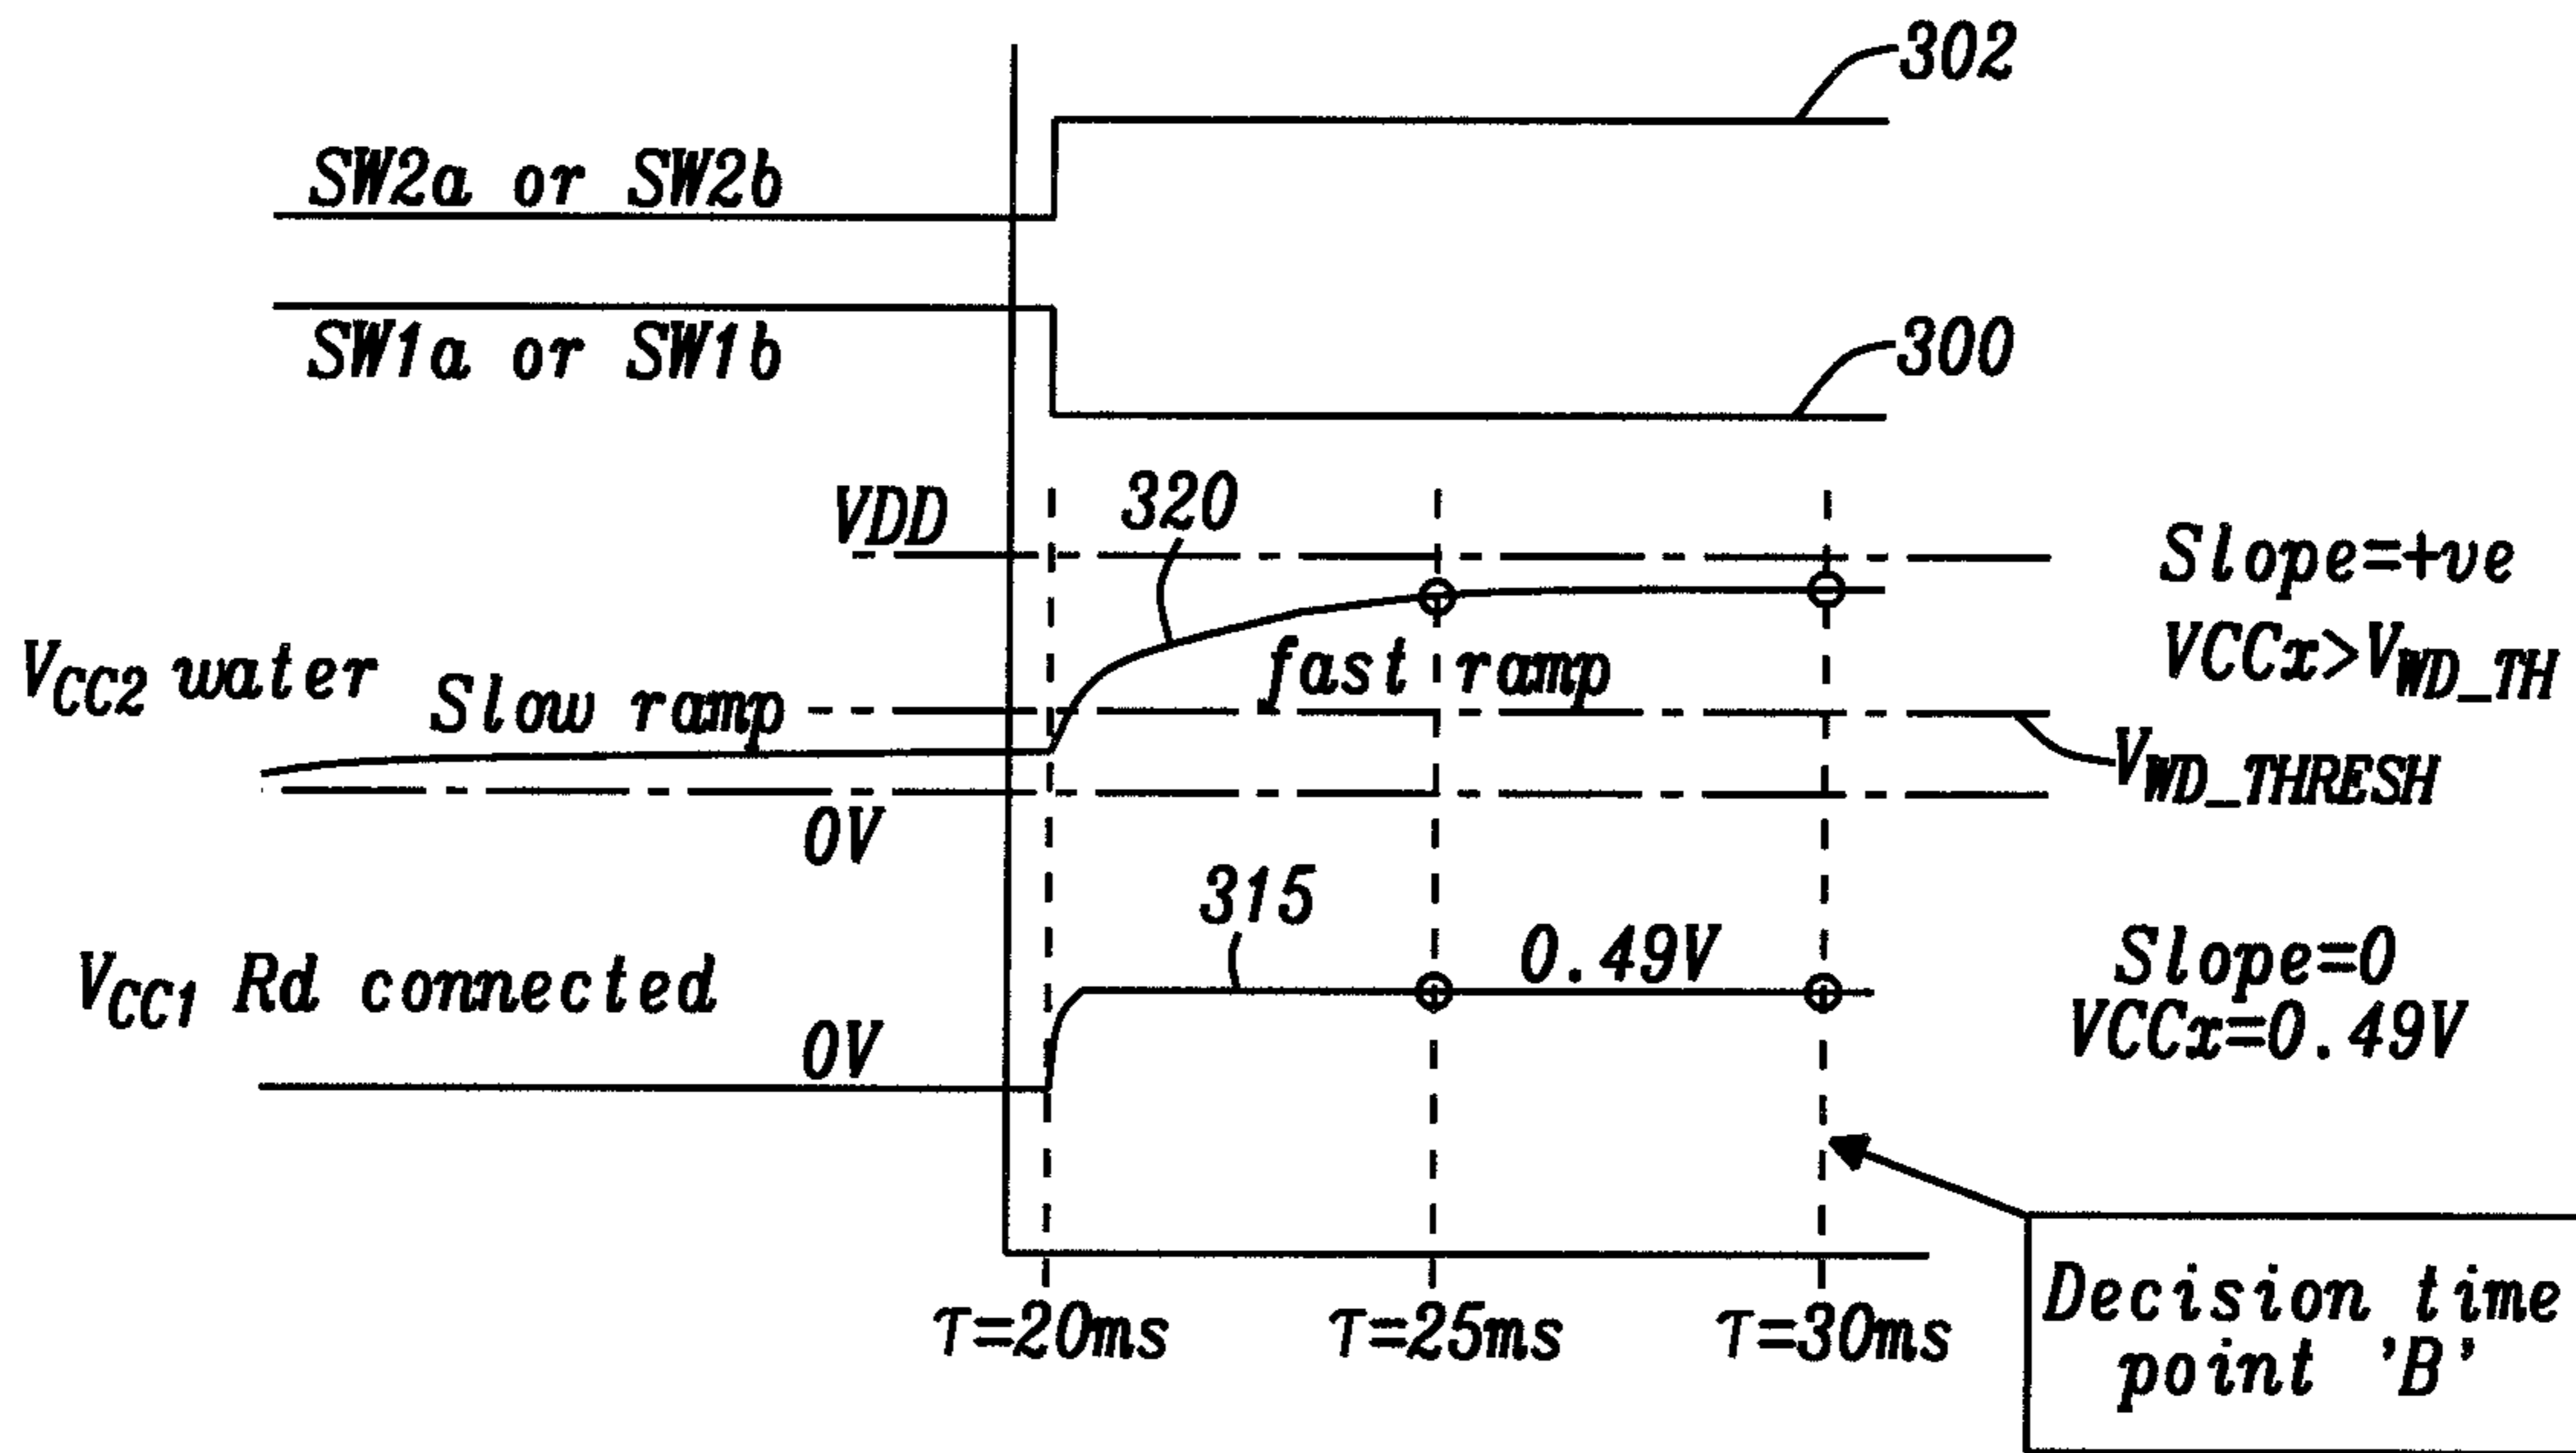 302
SW2a or SW2b
SW1a or SW1b
300
VDD
320
Slope=+ve
VCCx>VWD_TH
VCC2 water
Slow ramp
fast ramp
VWD_THRESH
0V
315
0.49V
VCC1 Rd connected
0V
Slope=0
VCCx=0.49V
τ=20ms
τ=25ms
τ=30ms
Decision time
point 'B'